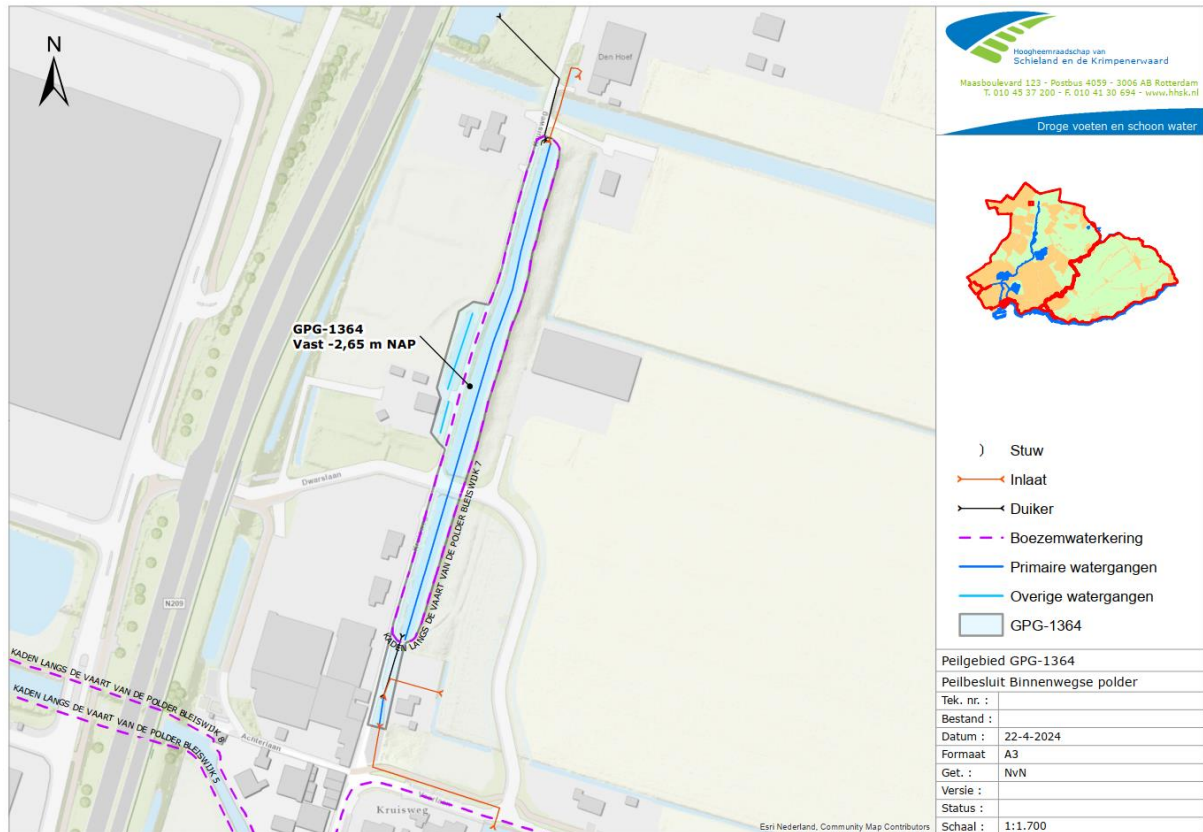 N
Den Hoef
Kruisweg
GPG-1364
Vast -2,65 m NAP
Dwarslaan
KADEN LANGS DE VAART VAN DE POLDER BLEISWIJK 7
N209
KADEN LANGS DE VAART VAN DE POLDER BLEISWIJK 8
KADEN LANGS DE VAART VAN DE POLDER BLEISWIJK 5
Achterlaan
Kruisweg
Esri Nederland, Community Map Contributors
Hoogheemraadschap van
Schieland en de Krimpenerwaard
Maasboulevard 123 - Postbus 4059 - 3006 AB Rotterdam
T. 010 45 37 200 - F. 010 41 30 694 - www.hhsk.nl
Droge voeten en schoon water
Stuw
Inlaat
Duiker
Boezemwaterkering
Primaire watergangen
Overige watergangen
GPG-1364
Peilgebied GPG-1364
Peilbesluit Binnenwegse polder
Tek. nr. :
Bestand :
Datum : 22-4-2024
Formaat A3
Get. : NvN
Versie :
Status :
Schaal : 1:1.700